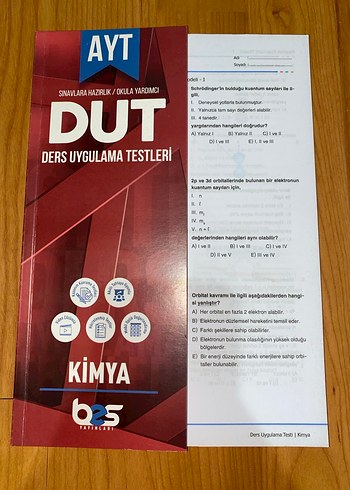 AYT
SINAVLARA HAZIRLIK / OKULA YARDIMCI
DUT
DERS UYGULAMA TESTLERİ
KİMYA
bes
YAYINLARI
Adı
Soyadı
odeli - I
Schrödinger'in bulduğu kuantum sayıları ile il-
gili,
I. Deneysel yollarla bulunmuştur.
II. Yalnızca tam sayı değerleri alabilir.
III. 4 tanedir.
yargılarından hangileri doğrudur?
A) Yalnız I B) Yalnız II C) I ve II
D) I ve III E) I, II ve III
2p ve 3d orbitallerinde bulunan bir elektronun
kuantum sayıları için,
I. n
II. ℓ
III. mℓ
IV. ms
V. n + ℓ
değerlerinden hangileri aynı olabilir?
A) I ve II B) I ve III C) I ve IV
D) II ve V E) III ve IV
Orbital kavramı ile ilgili aşağıdakilerden hangi-
si yanlıştır?
A) Her orbital en fazla 2 elektron alabilir.
B) Elektronun düzlemsel hareketini temsil eder.
C) Farklı şekillere sahip olabilirler.
D) Elektronun bulunma olasılığının yüksek olduğu
bölgelerdir.
E) Bir enerji düzeyinde farklı enerjilere sahip orbi-
taller bulunabilir.
Ders Uygulama Testi | Kimya